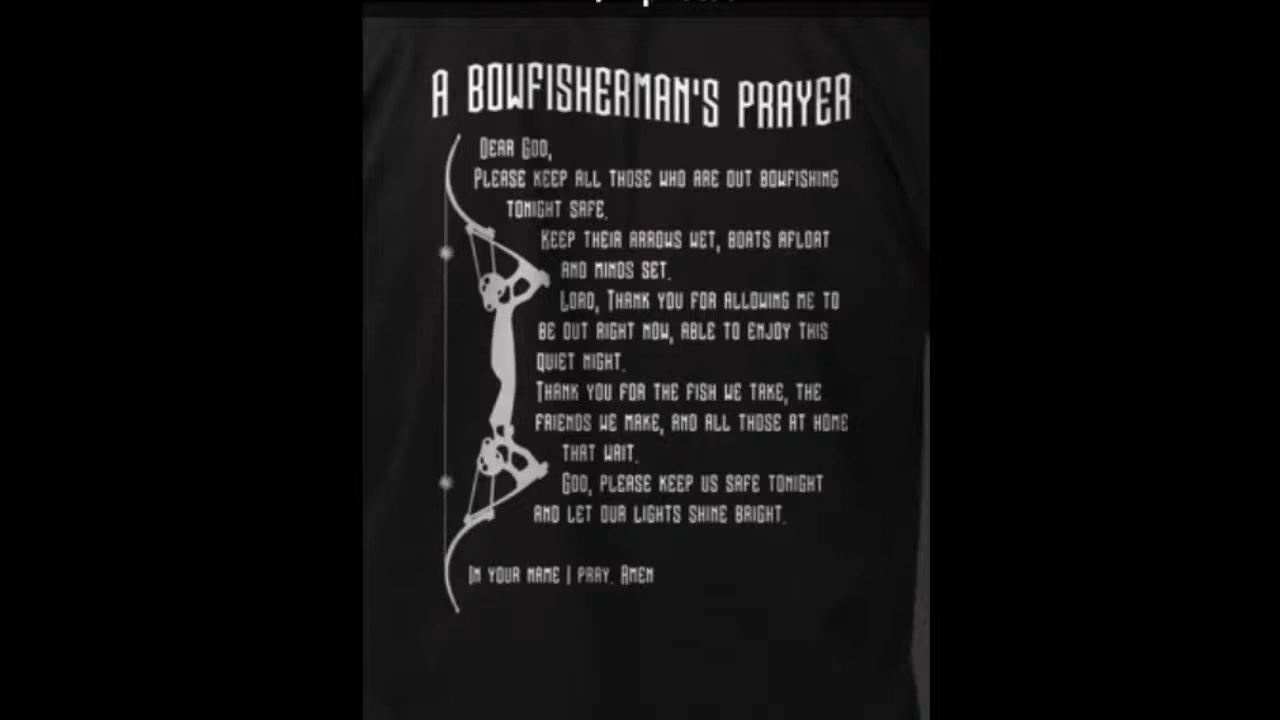 A BOWFISHERMAN'S PRAYER
DEAR GOD,
PLEASE KEEP ALL THOSE WHO ARE OUT BOWFISHING
TONIGHT SAFE.
KEEP THEIR ARROWS WET, BOATS AFLOAT
AND MINDS SET.
LORD, THANK YOU FOR ALLOWING ME TO
BE OUT RIGHT NOW, ABLE TO ENJOY THIS
QUIET NIGHT.
THANK YOU FOR THE FISH WE TAKE, THE
FRIENDS WE MAKE, AND ALL THOSE AT HOME
THAT WAIT.
GOD, PLEASE KEEP US SAFE TONIGHT
AND LET OUR LIGHTS SHINE BRIGHT.
IN YOUR NAME I PRAY. AMEN